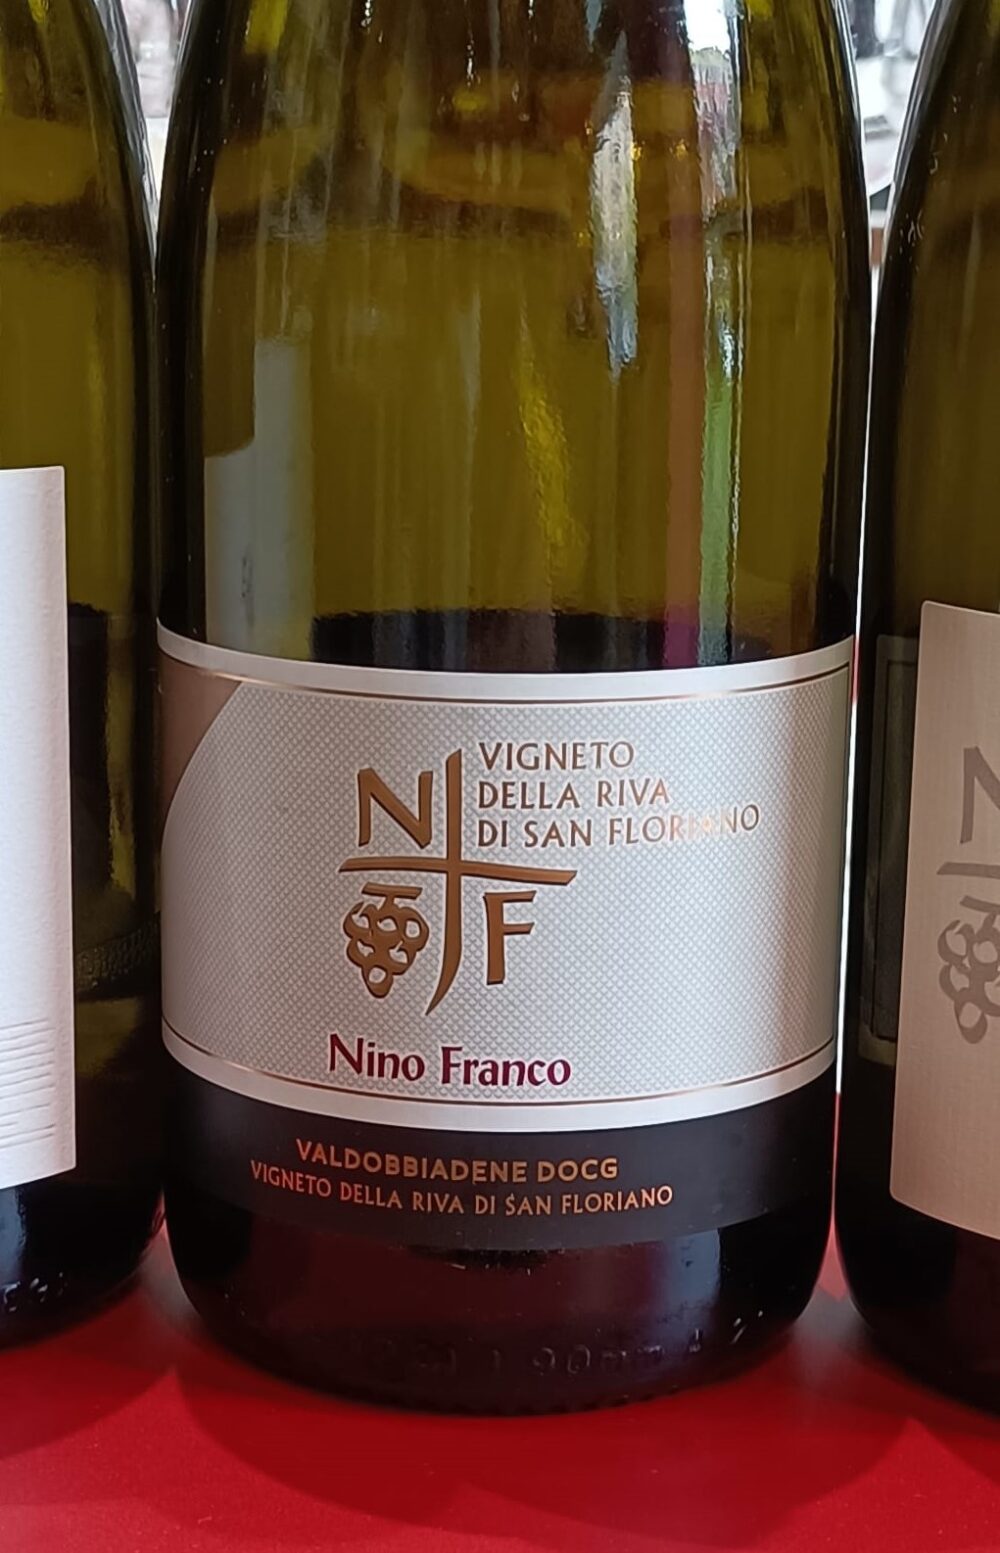 VIGNETO
DELLA RIVA
DI SAN FLORIANO
N
F
Nino Franco
VALDOBBIADENE DOCG
VIGNETO DELLA RIVA DI SAN FLORIANO
N